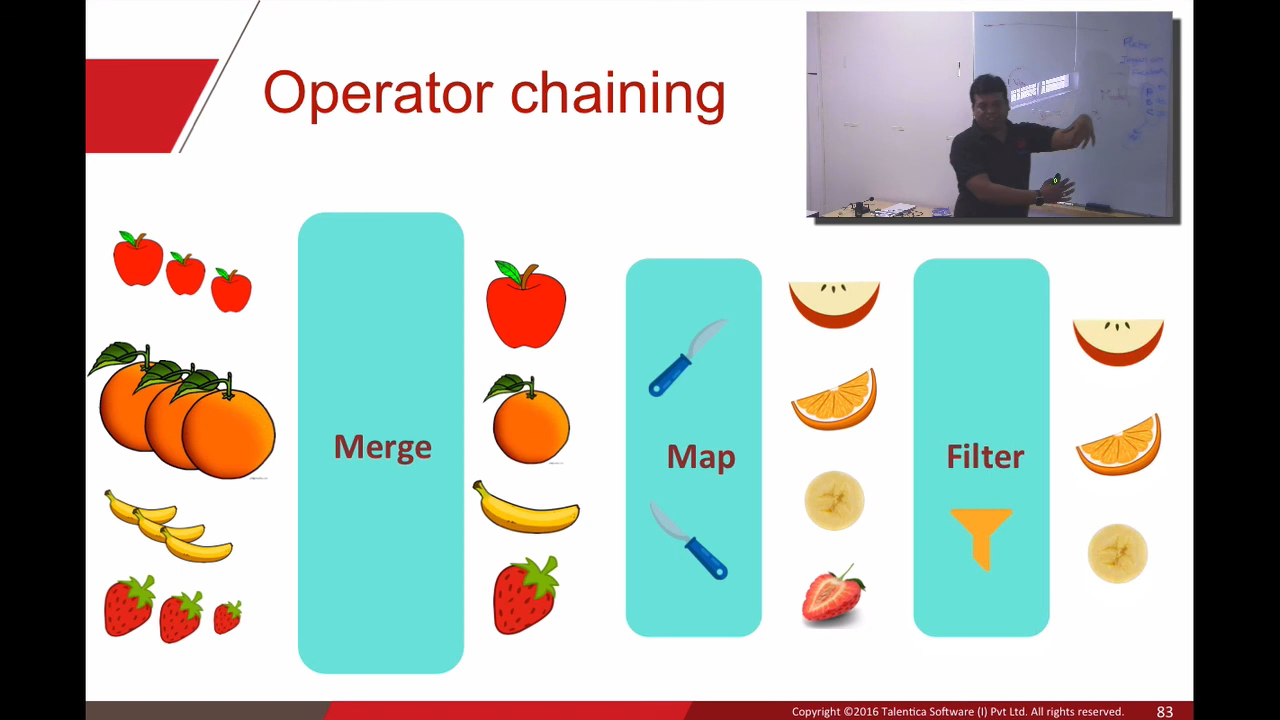 Operator chaining
Merge
Map
Filter
Copyright ©2016 Talentica Software (I) Pvt Ltd. All rights reserved.
83